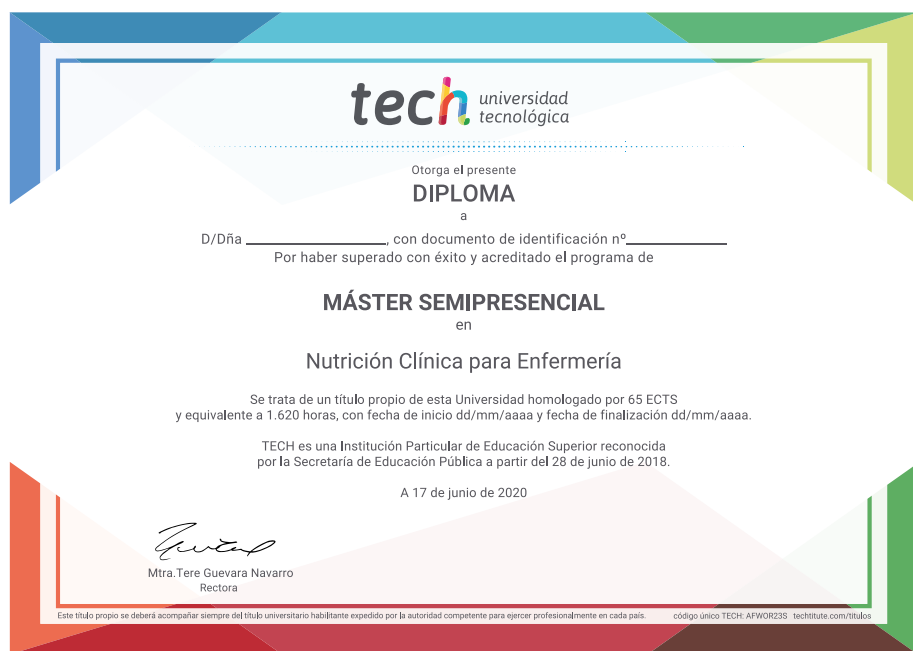 tech universidad
tecnológica
Otorga el presente
DIPLOMA
a
D/Dña ____________________, con documento de identificación nº______________
Por haber superado con éxito y acreditado el programa de
MÁSTER SEMIPRESENCIAL
en
Nutrición Clínica para Enfermería
Se trata de un título propio de esta Universidad homologado por 65 ECTS
y equivalente a 1.620 horas, con fecha de inicio dd/mm/aaaa y fecha de finalización dd/mm/aaaa.
TECH es una Institución Particular de Educación Superior reconocida
por la Secretaría de Educación Pública a partir del 28 de junio de 2018.
A 17 de junio de 2020
Mtra.Tere Guevara Navarro
Rectora
Este título propio se deberá acompañar siempre del título universitario habilitante expedido por la autoridad competente para ejercer profesionalmente en cada país. código único TECH: AFWOR23S techtitute.com/titulos